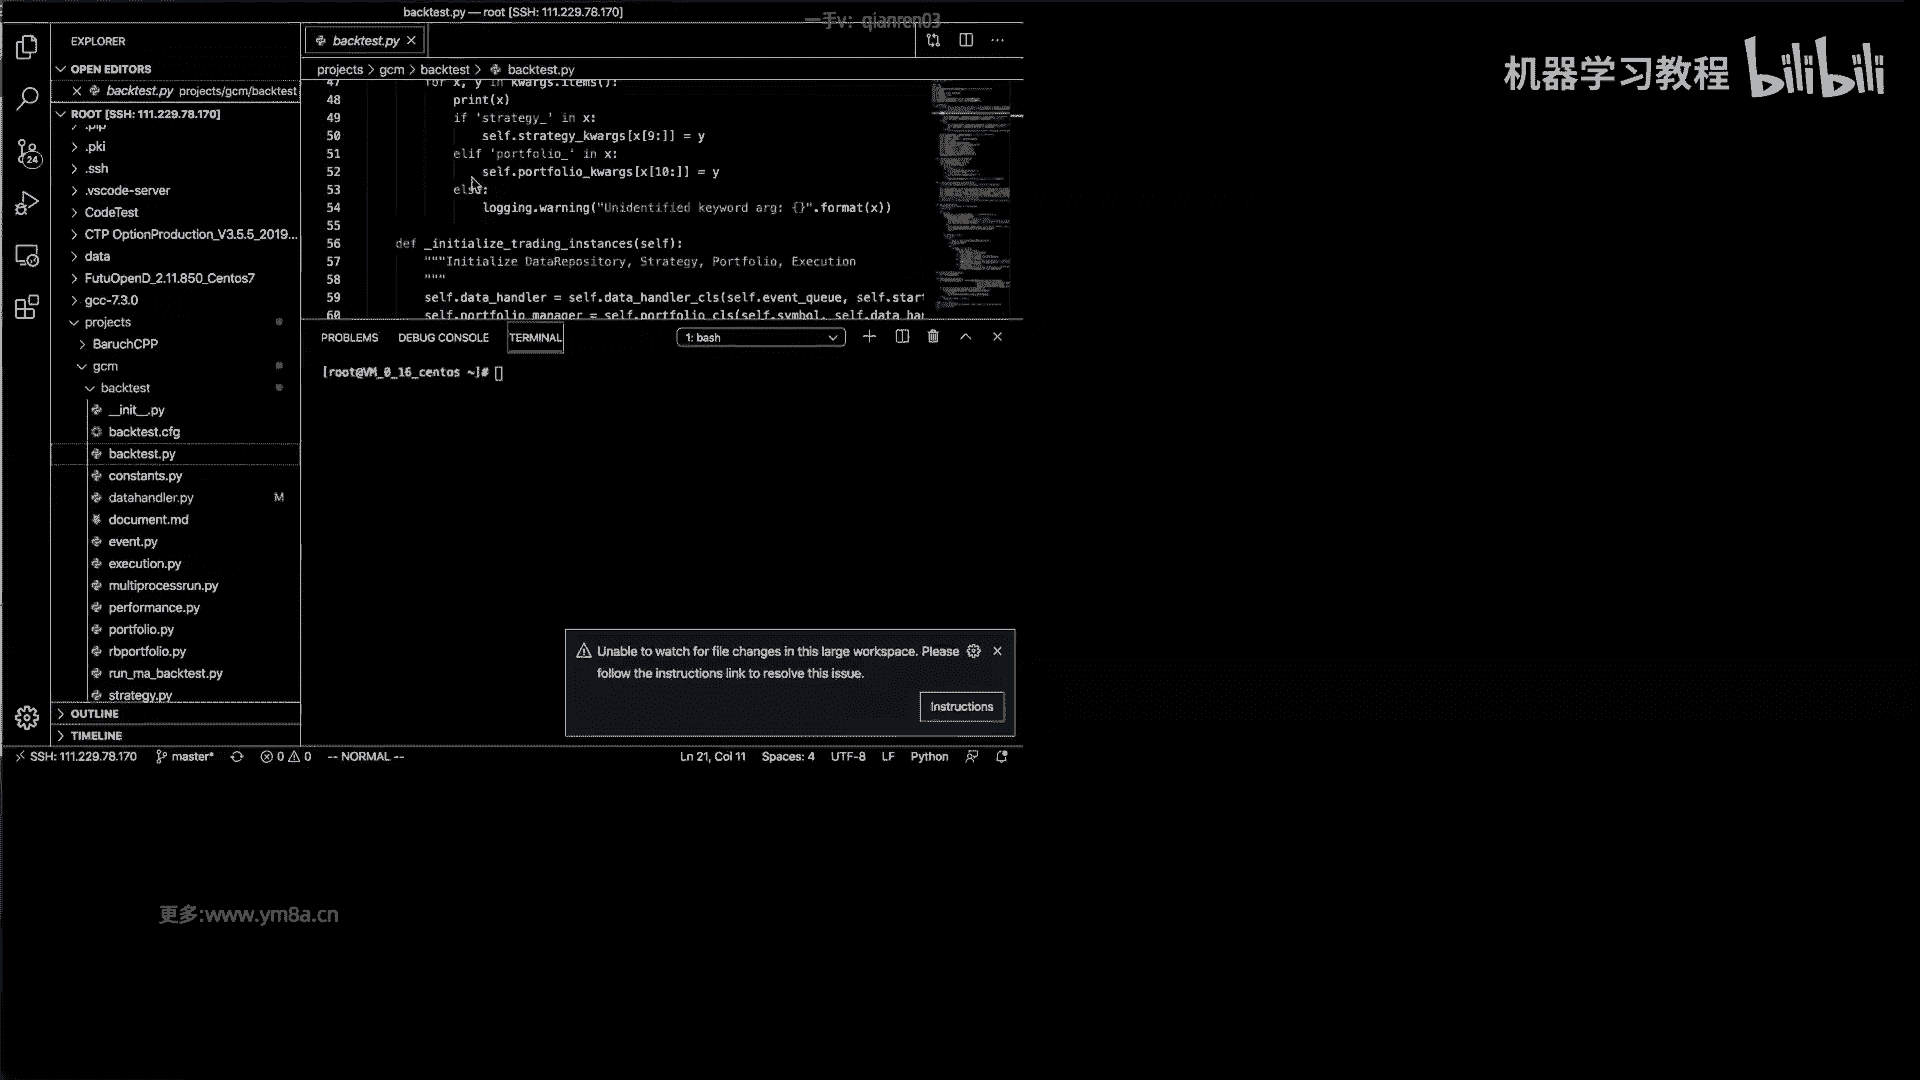 backtest.py — root [SSH: 111.229.78.170]
一手v: qianren03
机器学习教程 bilibili
EXPLORER
OPEN EDITORS
backtest.py projects/gcm/backtest
ROOT [SSH: 111.229.78.170]
.pip
.pki
.ssh
.vscode-server
CodeTest
CTP OptionProduction_V3.5.5_2019...
data
FutuOpenD_2.11.850_Centos7
gcc-7.3.0
projects
BaruchCPP
gcm
backtest
__init__.py
backtest.cfg
backtest.py
constants.py
datahandler.py M
document.md
event.py
execution.py
multiprocessrun.py
performance.py
portfolio.py
rbportfolio.py
run_ma_backtest.py
strategy.py
OUTLINE
TIMELINE
24
backtest.py
projects > gcm > backtest > backtest.py
47 for x, y in kwargs.items():
48 print(x)
49 if 'strategy_' in x:
50 self.strategy_kwargs[x[9:]] = y
51 elif 'portfolio_' in x:
52 self.portfolio_kwargs[x[10:]] = y
53 else:
54 logging.warning("Unidentified keyword arg: {}".format(x))
55
56 def _initialize_trading_instances(self):
57 """Initialize DataRepository, Strategy, Portfolio, Execution
58 """
59 self.data_handler = self.data_handler_cls(self.event_queue, self.start
60 self.portfolio_manager = self.portfolio_cls(self.symbol, self.data_han
PROBLEMS DEBUG CONSOLE TERMINAL 1: bash
[root@VM_0_16_centos ~]#
Unable to watch for file changes in this large workspace. Please
follow the instructions link to resolve this issue.
Instructions
SSH: 111.229.78.170 master* 0 0 -- NORMAL -- Ln 21, Col 11 Spaces: 4 UTF-8 LF Python
更多:www.ym8a.cn